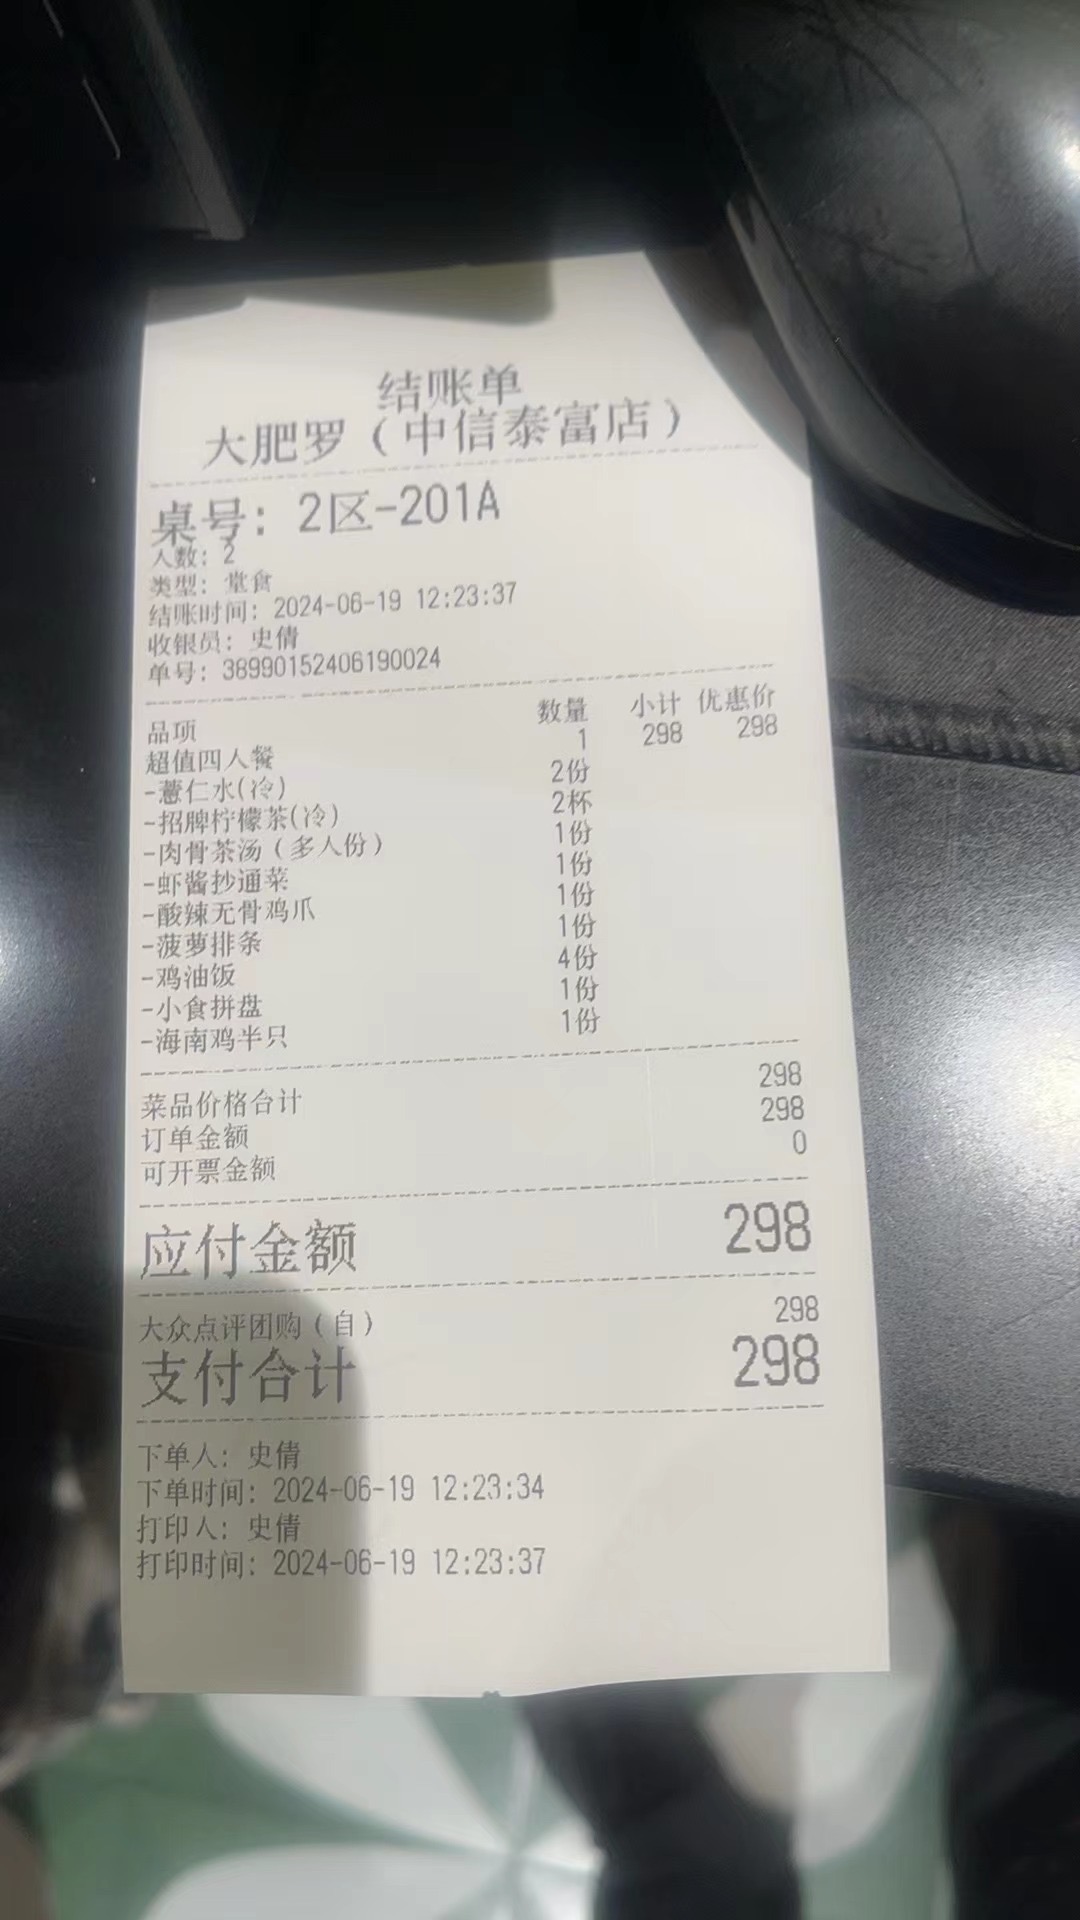 结账单
大肥罗（中信泰富店）
桌号：2区-201A
人数：2
类型：堂食
结账时间：2024-06-19 12:23:37
收银员：史倩
单号：38990152406190024
品项 数量 小计 优惠价
超值四人餐 1 298 298
-薏仁水(冷) 2份
-招牌柠檬茶(冷) 2杯
-肉骨茶汤（多人份） 1份
-虾酱抄通菜 1份
-酸辣无骨鸡爪 1份
-菠萝排条 1份
-鸡油饭 4份
-小食拼盘 1份
-海南鸡半只 1份
菜品价格合计 298
订单金额 298
可开票金额 0
应付金额 298
大众点评团购（自） 298
支付合计 298
下单人：史倩
下单时间：2024-06-19 12:23:34
打印人：史倩
打印时间：2024-06-19 12:23:37